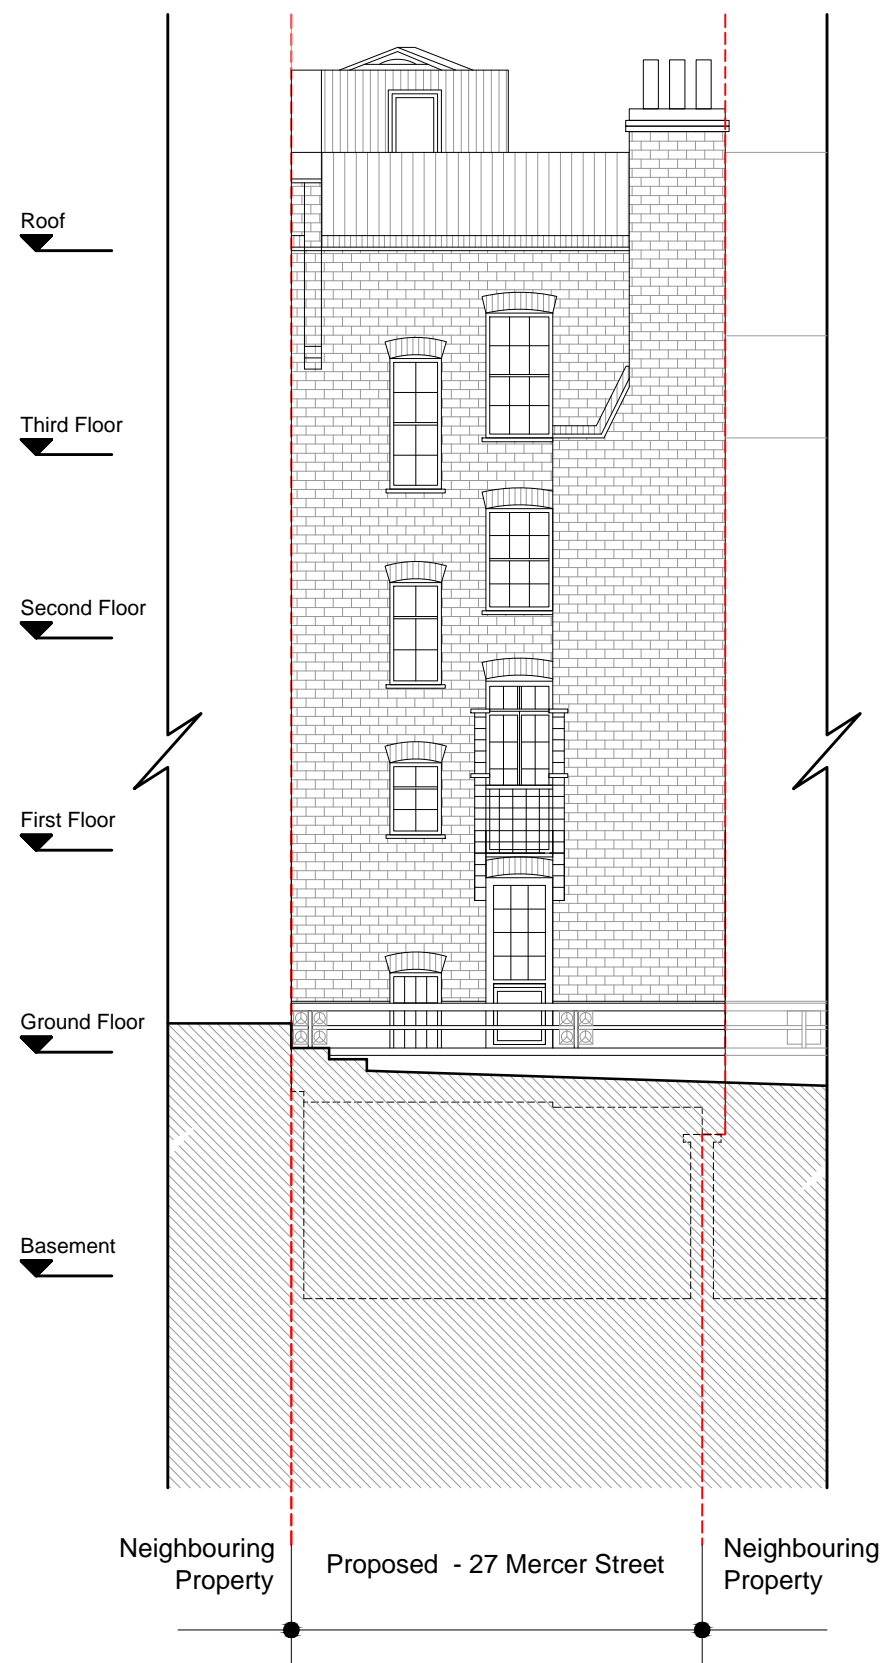 Roof
Third Floor
Second Floor
First Floor
Ground Floor
Basement
Neighbouring
Property
Proposed - 27 Mercer Street
Neighbouring
Property